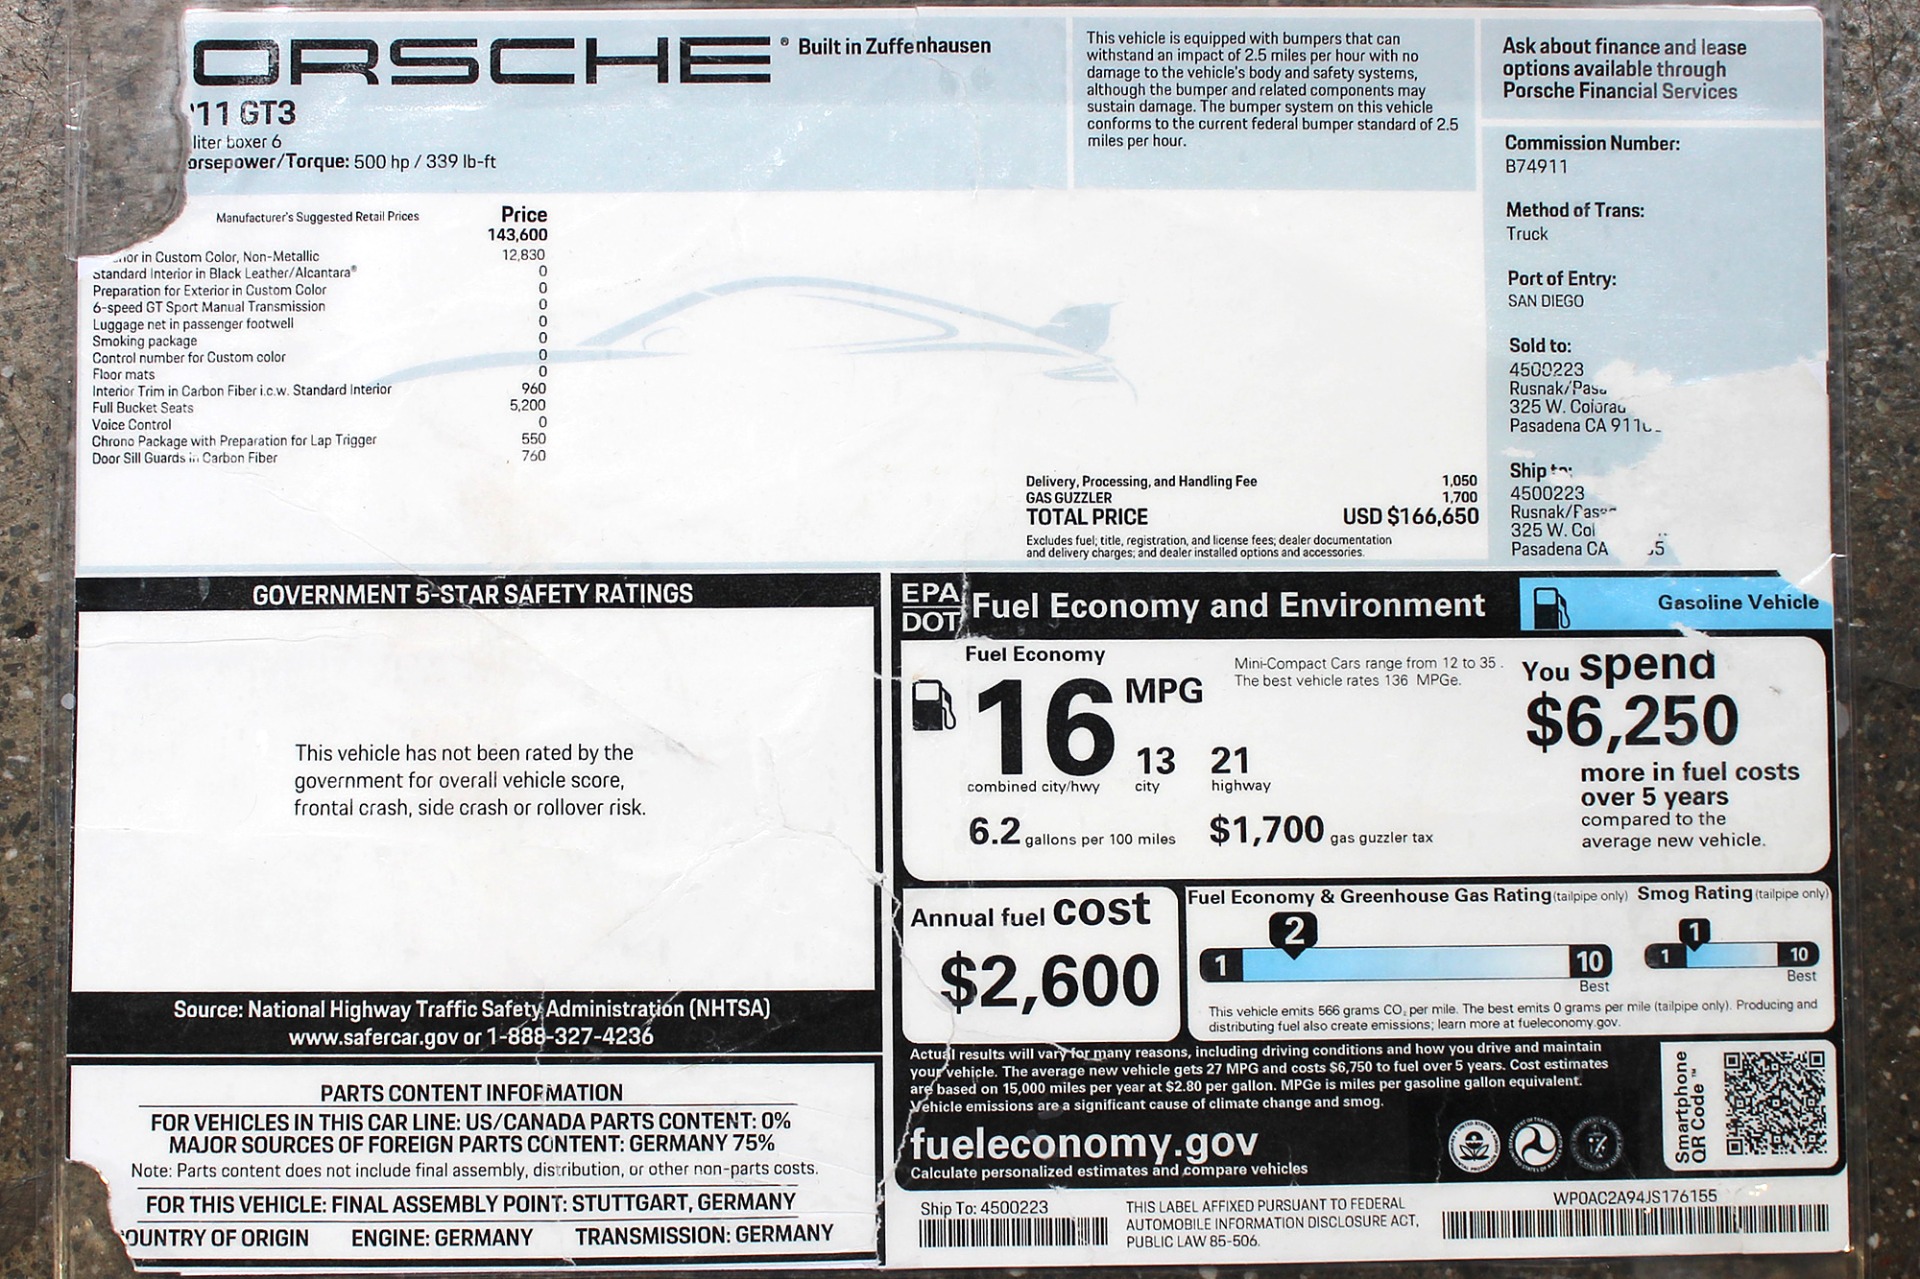 ORSCHE® Built in Zuffenhausen
'11 GT3
liter boxer 6
orsepower/Torque: 500 hp / 339 lb-ft
This vehicle is equipped with bumpers that can
withstand an impact of 2.5 miles per hour with no
damage to the vehicle's body and safety systems,
although the bumper and related components may
sustain damage. The bumper system on this vehicle
conforms to the current federal bumper standard of 2.5
miles per hour.
Ask about finance and lease
options available through
Porsche Financial Services
Commission Number:
B74911
Method of Trans:
Truck
Port of Entry:
SAN DIEGO
Sold to:
4500223
Rusnak/Pasa
325 W. Colorad
Pasadena CA 9110
Ship to:
4500223
Rusnak/Pasa
325 W. Col
Pasadena CA 05
Manufacturer's Suggested Retail Prices Price
143,600
ior in Custom Color, Non-Metallic 12,830
Standard Interior in Black Leather/Alcantara® 0
Preparation for Exterior in Custom Color 0
6-speed GT Sport Manual Transmission 0
Luggage net in passenger footwell 0
Smoking package 0
Control number for Custom color 0
Floor mats 0
Interior Trim in Carbon Fiber i.c.w. Standard Interior 960
Full Bucket Seats 5,200
Voice Control 0
Chrono Package with Preparation for Lap Trigger 550
Door Sill Guards in Carbon Fiber 760
Delivery, Processing, and Handling Fee 1,050
GAS GUZZLER 1,700
TOTAL PRICE USD $166,650
Excludes fuel; title, registration, and license fees; dealer documentation
and delivery charges; and dealer installed options and accessories.
GOVERNMENT 5-STAR SAFETY RATINGS
This vehicle has not been rated by the
government for overall vehicle score,
frontal crash, side crash or rollover risk.
Source: National Highway Traffic Safety Administration (NHTSA)
www.safercar.gov or 1-888-327-4236
PARTS CONTENT INFORMATION
FOR VEHICLES IN THIS CAR LINE: US/CANADA PARTS CONTENT: 0%
MAJOR SOURCES OF FOREIGN PARTS CONTENT: GERMANY 75%
Note: Parts content does not include final assembly, distribution, or other non-parts costs.
FOR THIS VEHICLE: FINAL ASSEMBLY POINT: STUTTGART, GERMANY
OUNTRY OF ORIGIN ENGINE: GERMANY TRANSMISSION: GERMANY
EPA
DOT
Fuel Economy and Environment
Gasoline Vehicle
Fuel Economy
16 MPG
combined city/hwy
13
city
21
highway
Mini-Compact Cars range from 12 to 35 .
The best vehicle rates 136 MPGe.
6.2 gallons per 100 miles
$1,700 gas guzzler tax
You spend
$6,250
more in fuel costs
over 5 years
compared to the
average new vehicle.
Annual fuel cost
$2,600
Fuel Economy & Greenhouse Gas Rating (tailpipe only)
2
1 10
Best
Smog Rating (tailpipe only)
1
1 10
Best
This vehicle emits 566 grams CO2 per mile. The best emits 0 grams per mile (tailpipe only). Producing and
distributing fuel also create emissions; learn more at fueleconomy.gov.
Actual results will vary for many reasons, including driving conditions and how you drive and maintain
your vehicle. The average new vehicle gets 27 MPG and costs $6,750 to fuel over 5 years. Cost estimates
are based on 15,000 miles per year at $2.80 per gallon. MPGe is miles per gasoline gallon equivalent.
Vehicle emissions are a significant cause of climate change and smog.
fueleconomy.gov
Calculate personalized estimates and compare vehicles
Smartphone
QR Code™
Ship To: 4500223
THIS LABEL AFFIXED PURSUANT TO FEDERAL
AUTOMOBILE INFORMATION DISCLOSURE ACT,
PUBLIC LAW 85-506.
WP0AC2A94JS176155